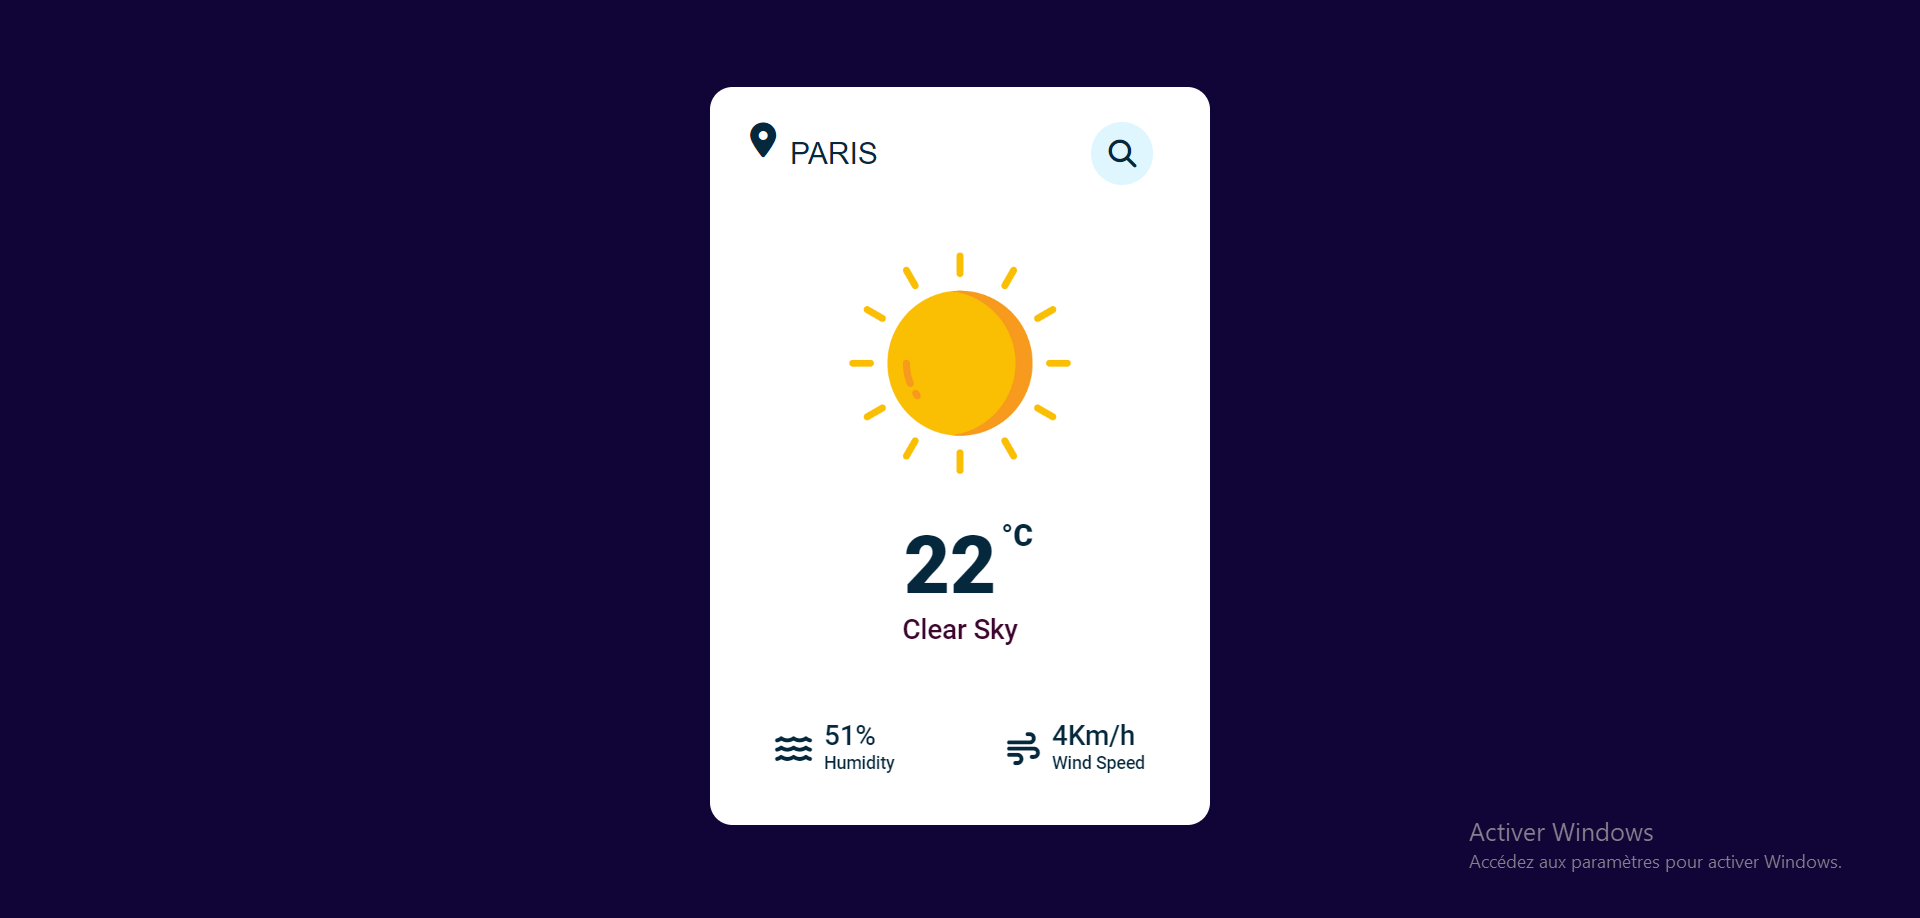 PARIS
22 °C
Clear Sky
51%
Humidity
4Km/h
Wind Speed
Activer Windows
Accédez aux paramètres pour activer Windows.